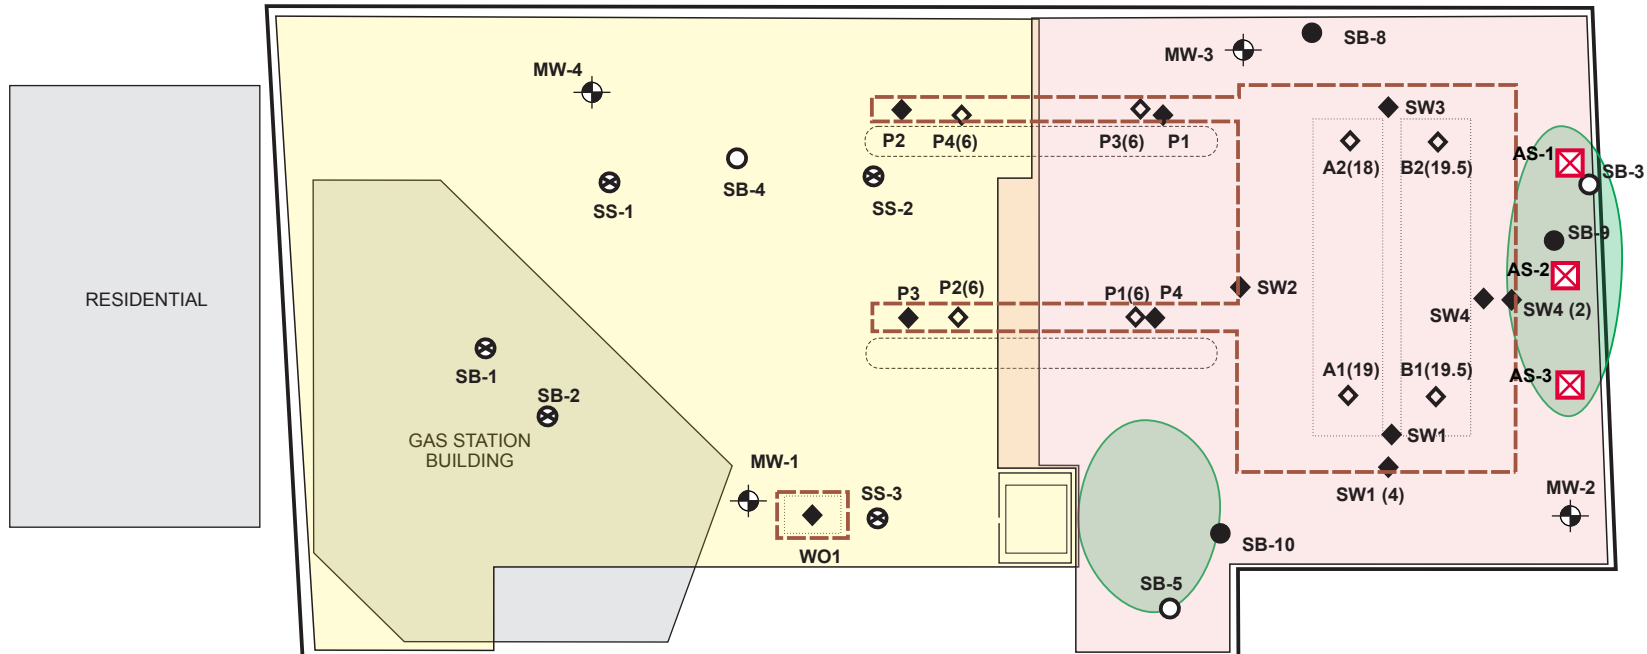 SB-8
MW-3
MW-4
SW3
P2
P4(6)
P3(6)
P1
AS-1
A2(18)
B2(19.5)
SB-3
SB-4
SS-2
SS-1
SB-9
AS-2
SW2
P3
P2(6)
P1(6)
P4
RESIDENTIAL
SW4
SW4 (2)
SB-1
A1(19)
B1(19.5)
AS-3
SB-2
GAS STATION
BUILDING
SW1
MW-1
SS-3
SW1 (4)
MW-2
WO1
SB-10
SB-5